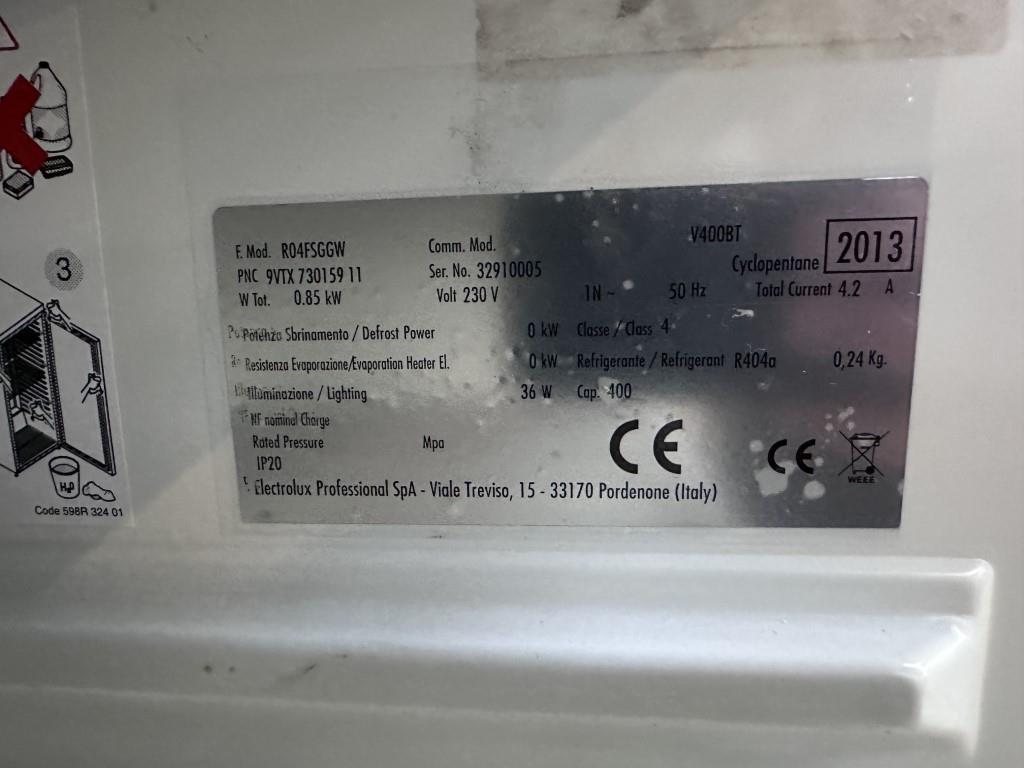 3
H₂P
Code 598R 324 01
F. Mod. R04FSGGW Comm. Mod. V400BT
PNC 9VTX 730159 11 Ser. No. 32910005 Cyclopentane 2013
W Tot. 0.85 kW Volt 230 V 1N ~ 50 Hz Total Current 4.2 A
Potenza Sbrinamento / Defrost Power 0 kW Classe / Class 4
Resistenza Evaporazione/Evaporation Heater El. 0 kW Refrigerante / Refrigerant R404a 0,24 Kg.
Illuminazione / Lighting 36 W Cap. 400
NF nominal Charge
Rated Pressure Mpa
IP20
CE CE
WEEE
Electrolux Professional SpA - Viale Treviso, 15 - 33170 Pordenone (Italy)